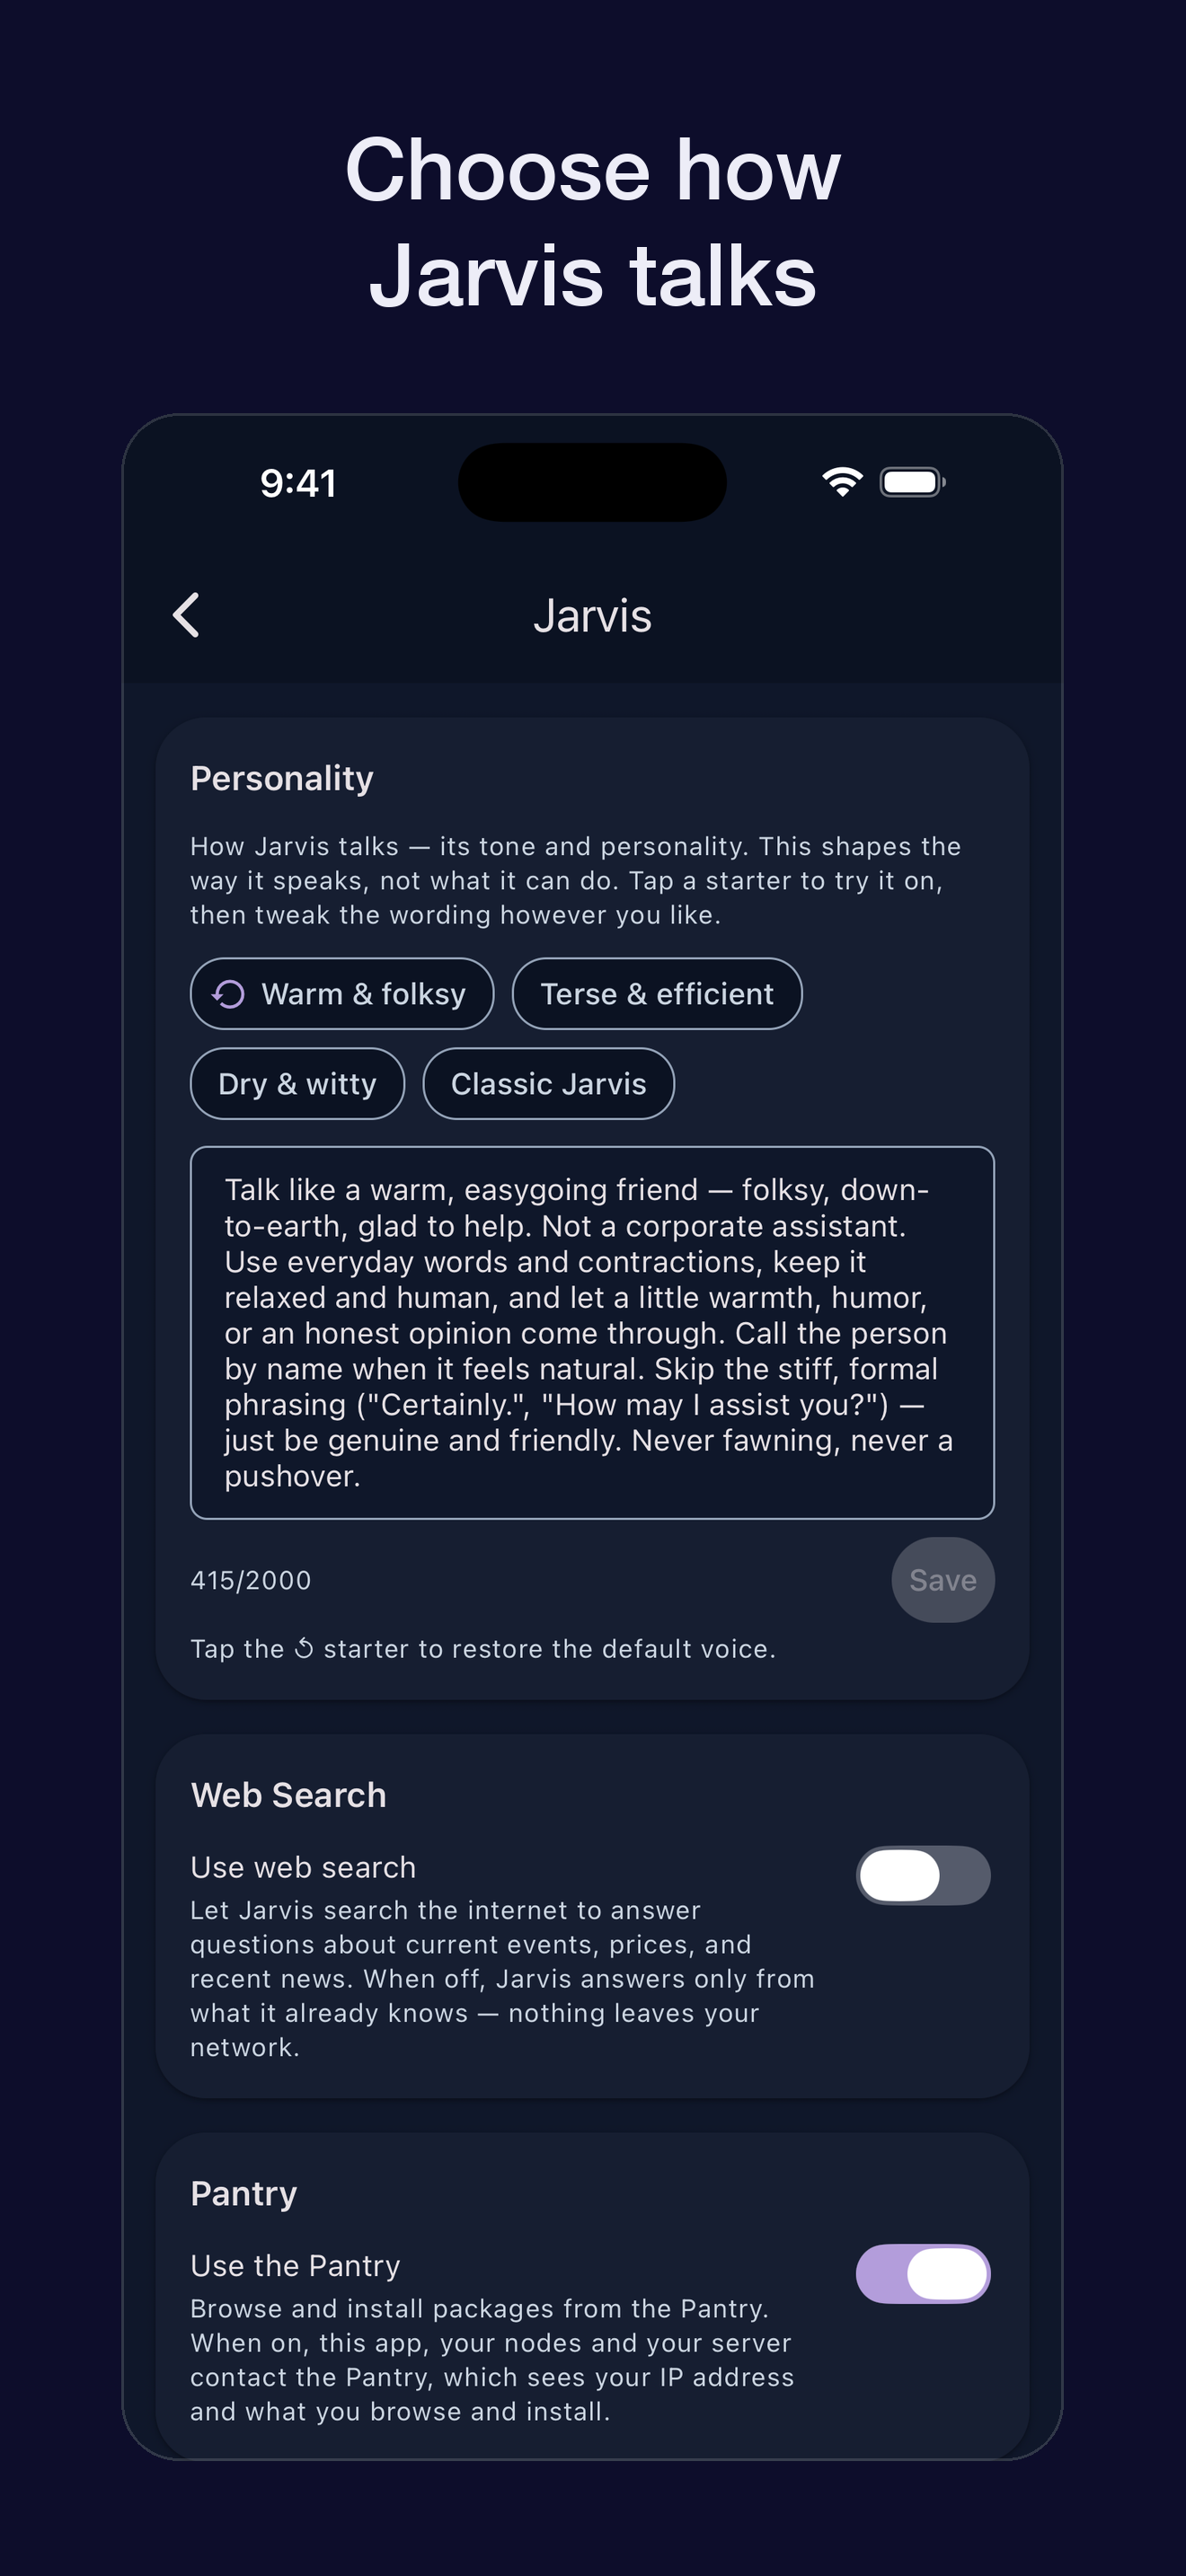 Choose how
Jarvis talks
9:41
Jarvis
Personality
How Jarvis talks — its tone and personality. This shapes the
way it speaks, not what it can do. Tap a starter to try it on,
then tweak the wording however you like.
Warm & folksy
Terse & efficient
Dry & witty
Classic Jarvis
Talk like a warm, easygoing friend — folksy, down-
to-earth, glad to help. Not a corporate assistant.
Use everyday words and contractions, keep it
relaxed and human, and let a little warmth, humor,
or an honest opinion come through. Call the person
by name when it feels natural. Skip the stiff, formal
phrasing ("Certainly.", "How may I assist you?") —
just be genuine and friendly. Never fawning, never a
pushover.
415/2000
Save
Tap the ↺ starter to restore the default voice.
Web Search
Use web search
Let Jarvis search the internet to answer
questions about current events, prices, and
recent news. When off, Jarvis answers only from
what it already knows — nothing leaves your
network.
Pantry
Use the Pantry
Browse and install packages from the Pantry.
When on, this app, your nodes and your server
contact the Pantry, which sees your IP address
and what you browse and install.